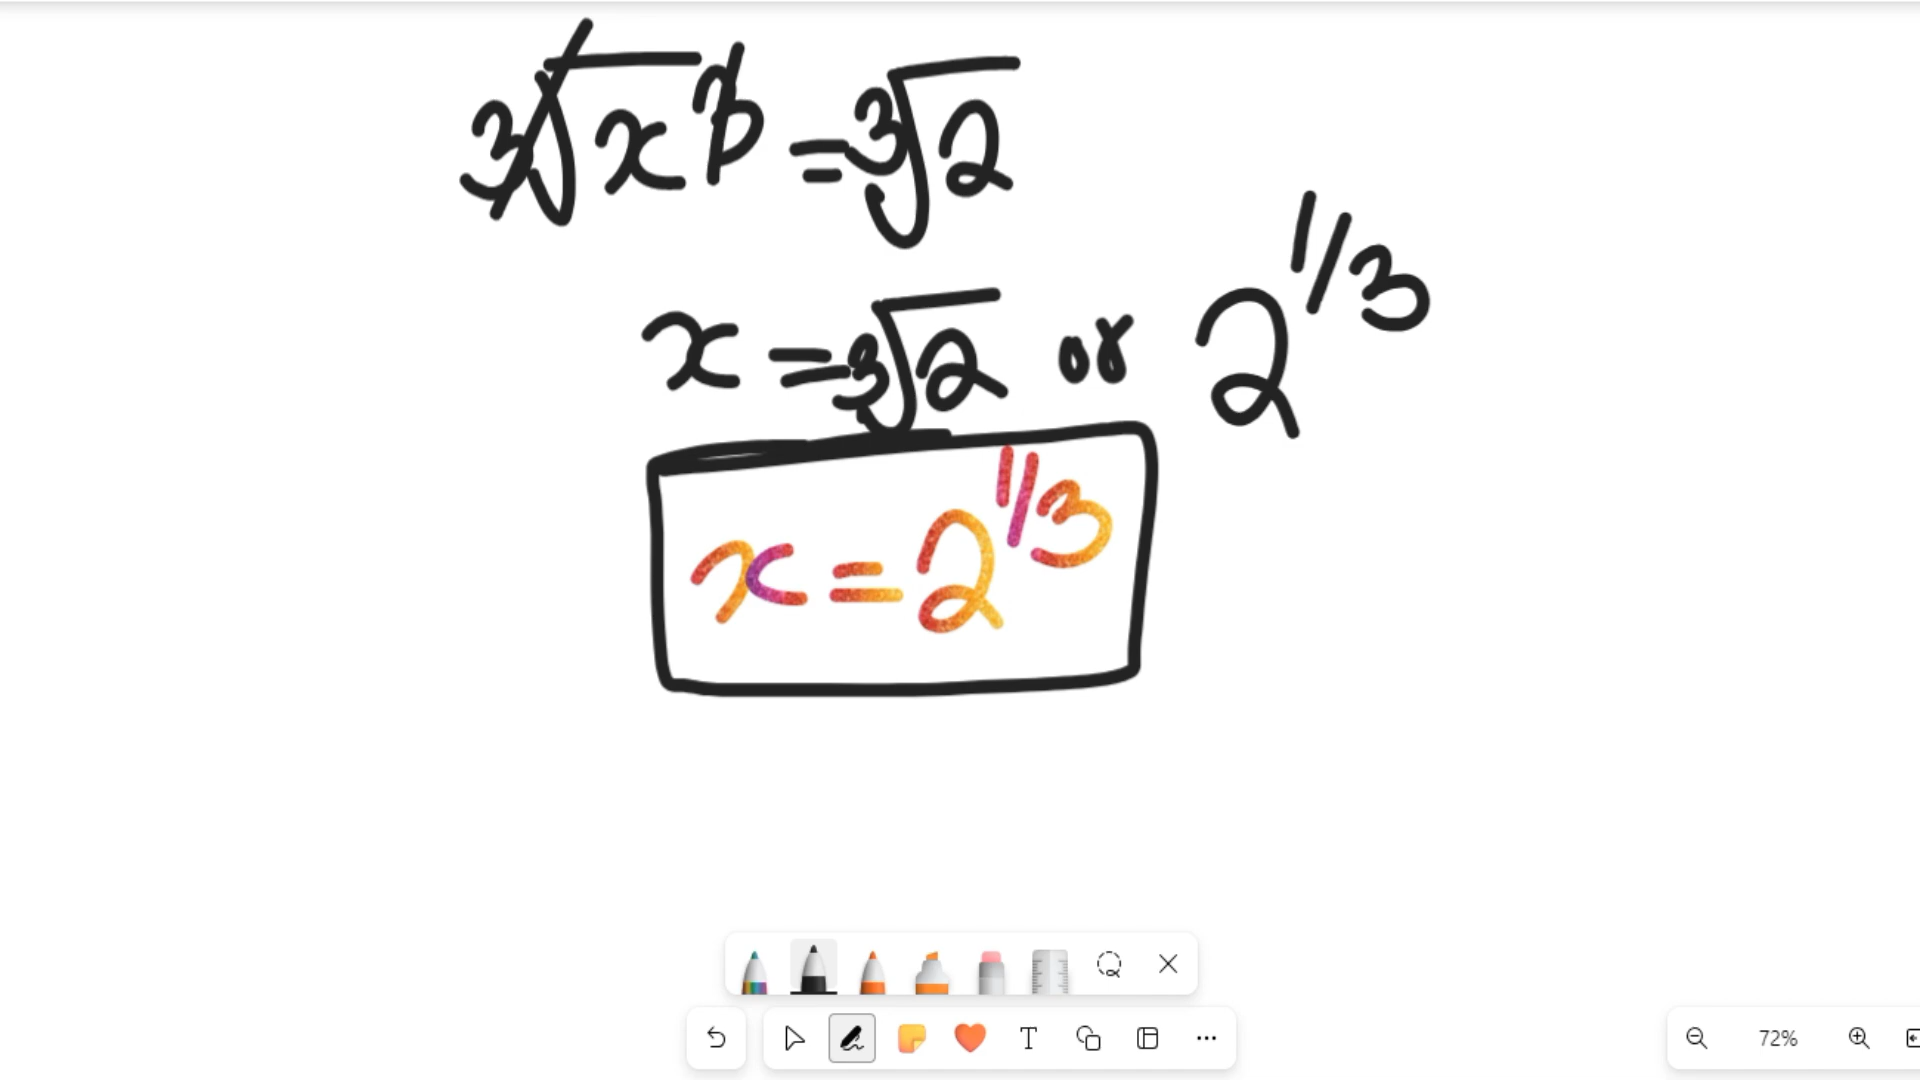 ∛x³ = ∛2
x = ∛2 or 2^1/3
x = 2^1/3
T
72%